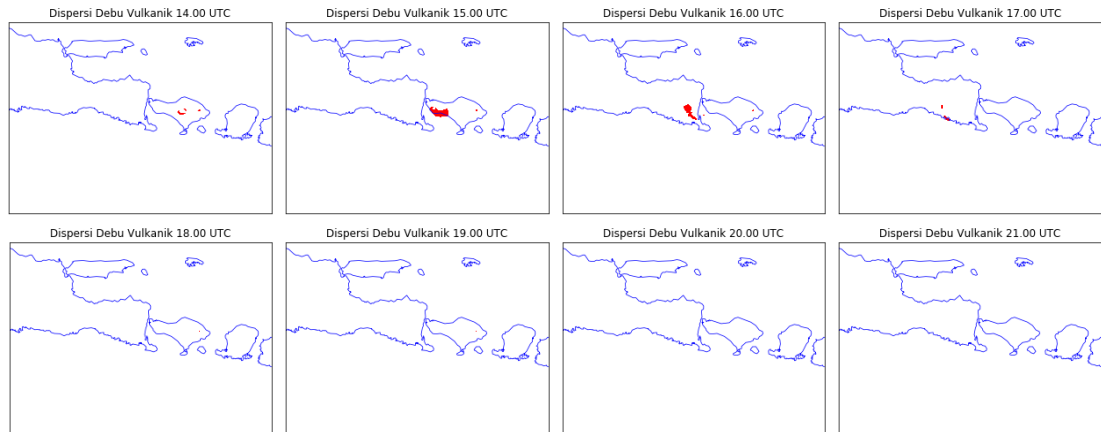 Dispersi Debu Vulkanik 14.00 UTC
Dispersi Debu Vulkanik 15.00 UTC
Dispersi Debu Vulkanik 16.00 UTC
Dispersi Debu Vulkanik 17.00 UTC
Dispersi Debu Vulkanik 18.00 UTC
Dispersi Debu Vulkanik 19.00 UTC
Dispersi Debu Vulkanik 20.00 UTC
Dispersi Debu Vulkanik 21.00 UTC